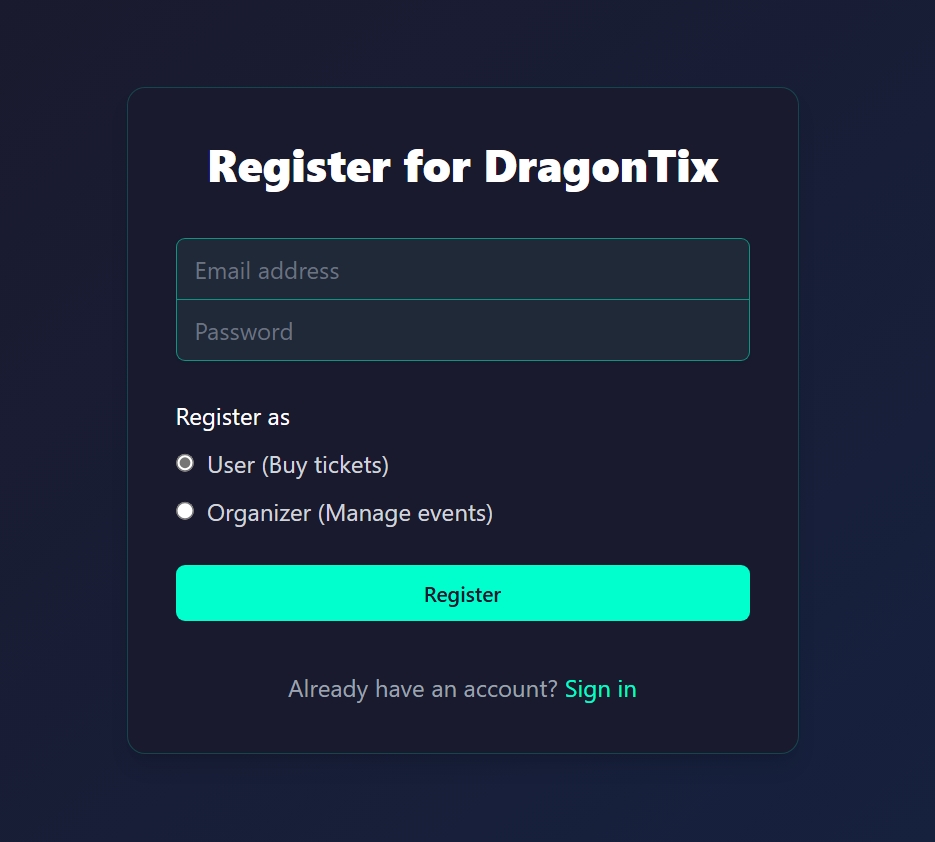 Register for DragonTix
Email address
Password
Register as
User (Buy tickets)
Organizer (Manage events)
Register
Already have an account? Sign in